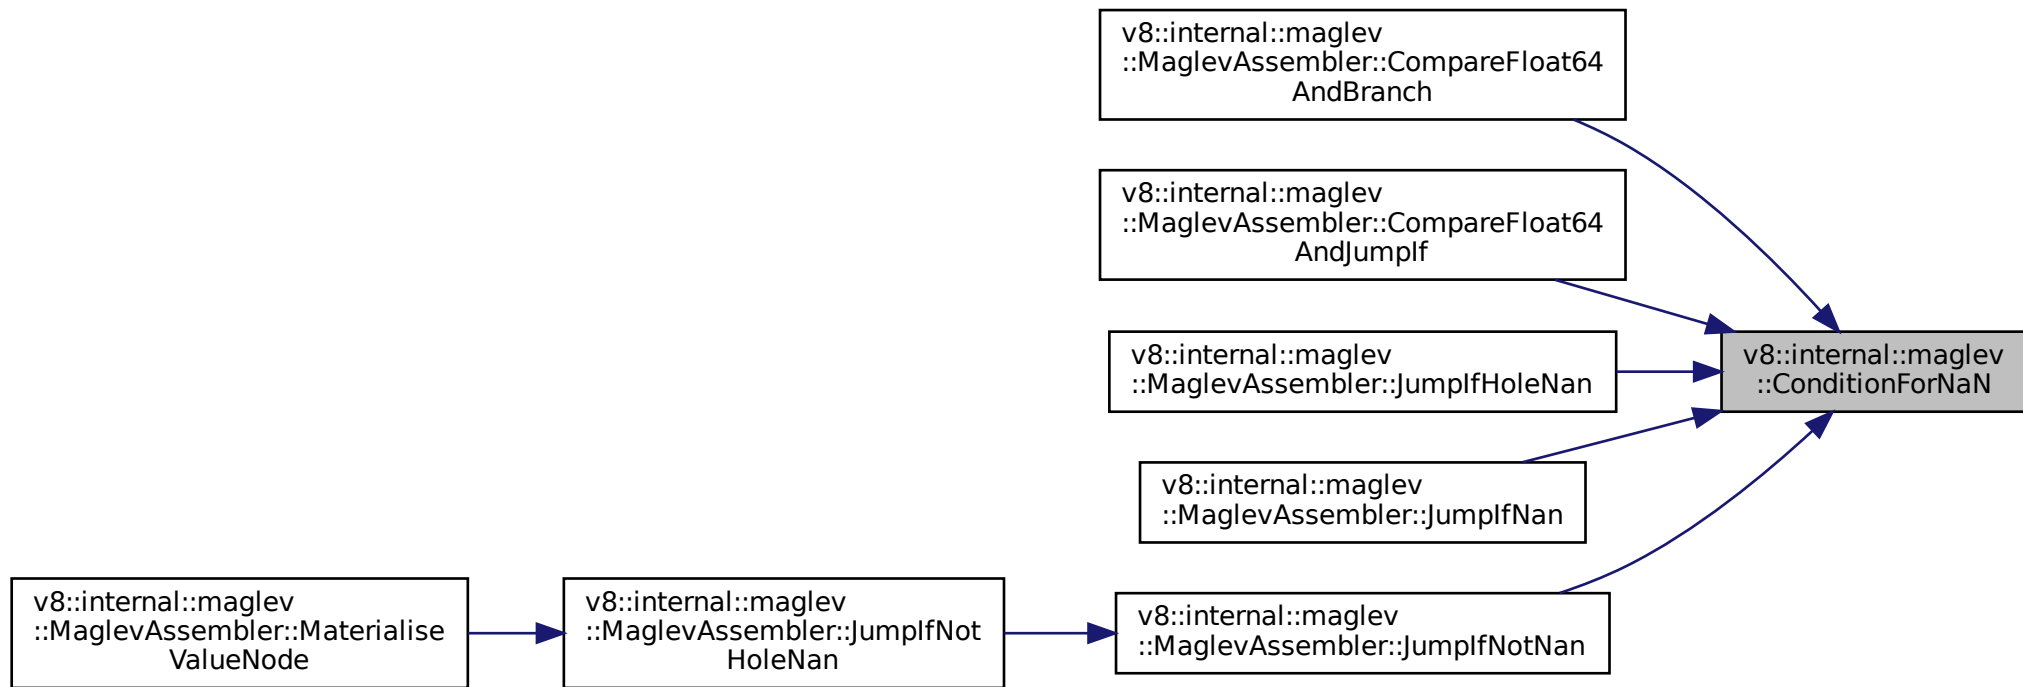 v8::internal::maglev
::MaglevAssembler::CompareFloat64
AndBranch
v8::internal::maglev
::MaglevAssembler::CompareFloat64
AndJumpIf
v8::internal::maglev
::MaglevAssembler::JumpIfHoleNan
v8::internal::maglev
::ConditionForNaN
v8::internal::maglev
::MaglevAssembler::JumpIfNan
v8::internal::maglev
::MaglevAssembler::Materialise
ValueNode
v8::internal::maglev
::MaglevAssembler::JumpIfNot
HoleNan
v8::internal::maglev
::MaglevAssembler::JumpIfNotNan